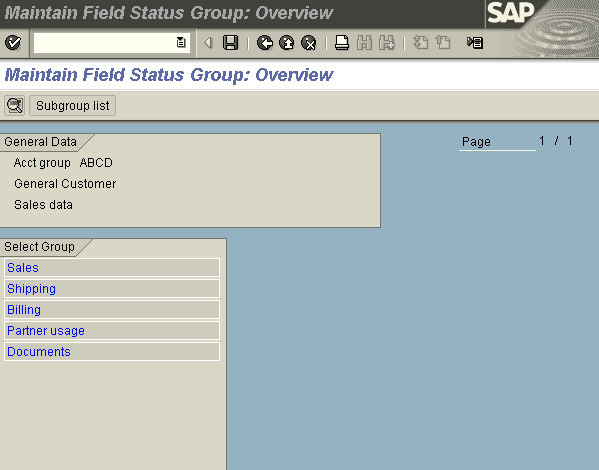 Maintain Field Status Group: Overview
SAP
Maintain Field Status Group: Overview
Subgroup list
General Data
Page 1 / 1
Acct group ABCD
General Customer
Sales data
Select Group
Sales
Shipping
Billing
Partner usage
Documents